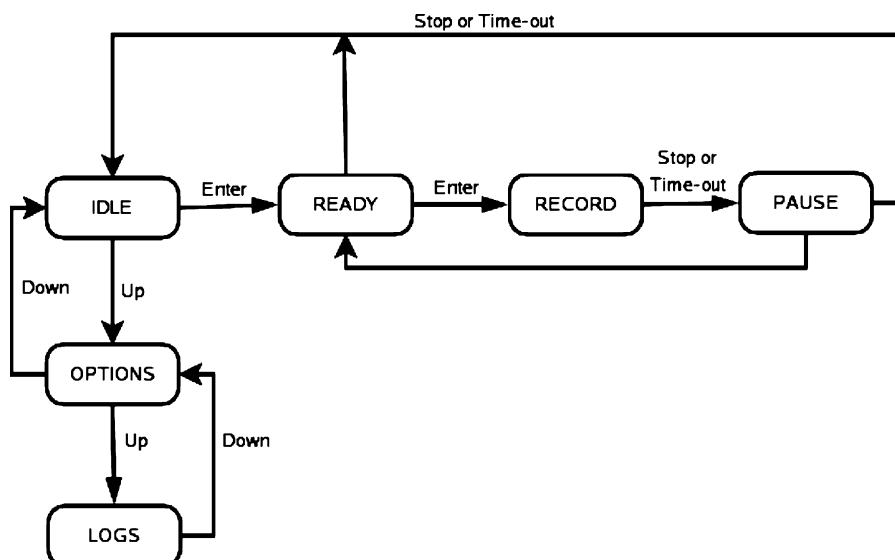 Stop or Time-out
Stop or
Time-out
Enter
Enter
IDLE
READY
RECORD
PAUSE
Down
Up
OPTIONS
Up
Down
LOGS